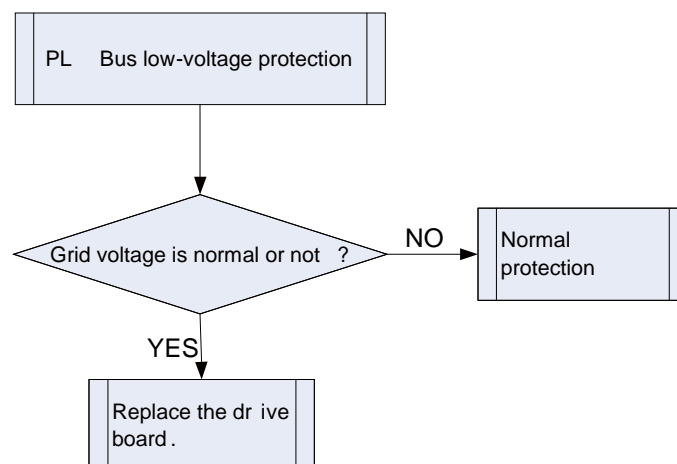 PL Bus low-voltage protection
Grid voltage is normal or not ?
NO
Normal
protection
YES
Replace the dr ive
board .